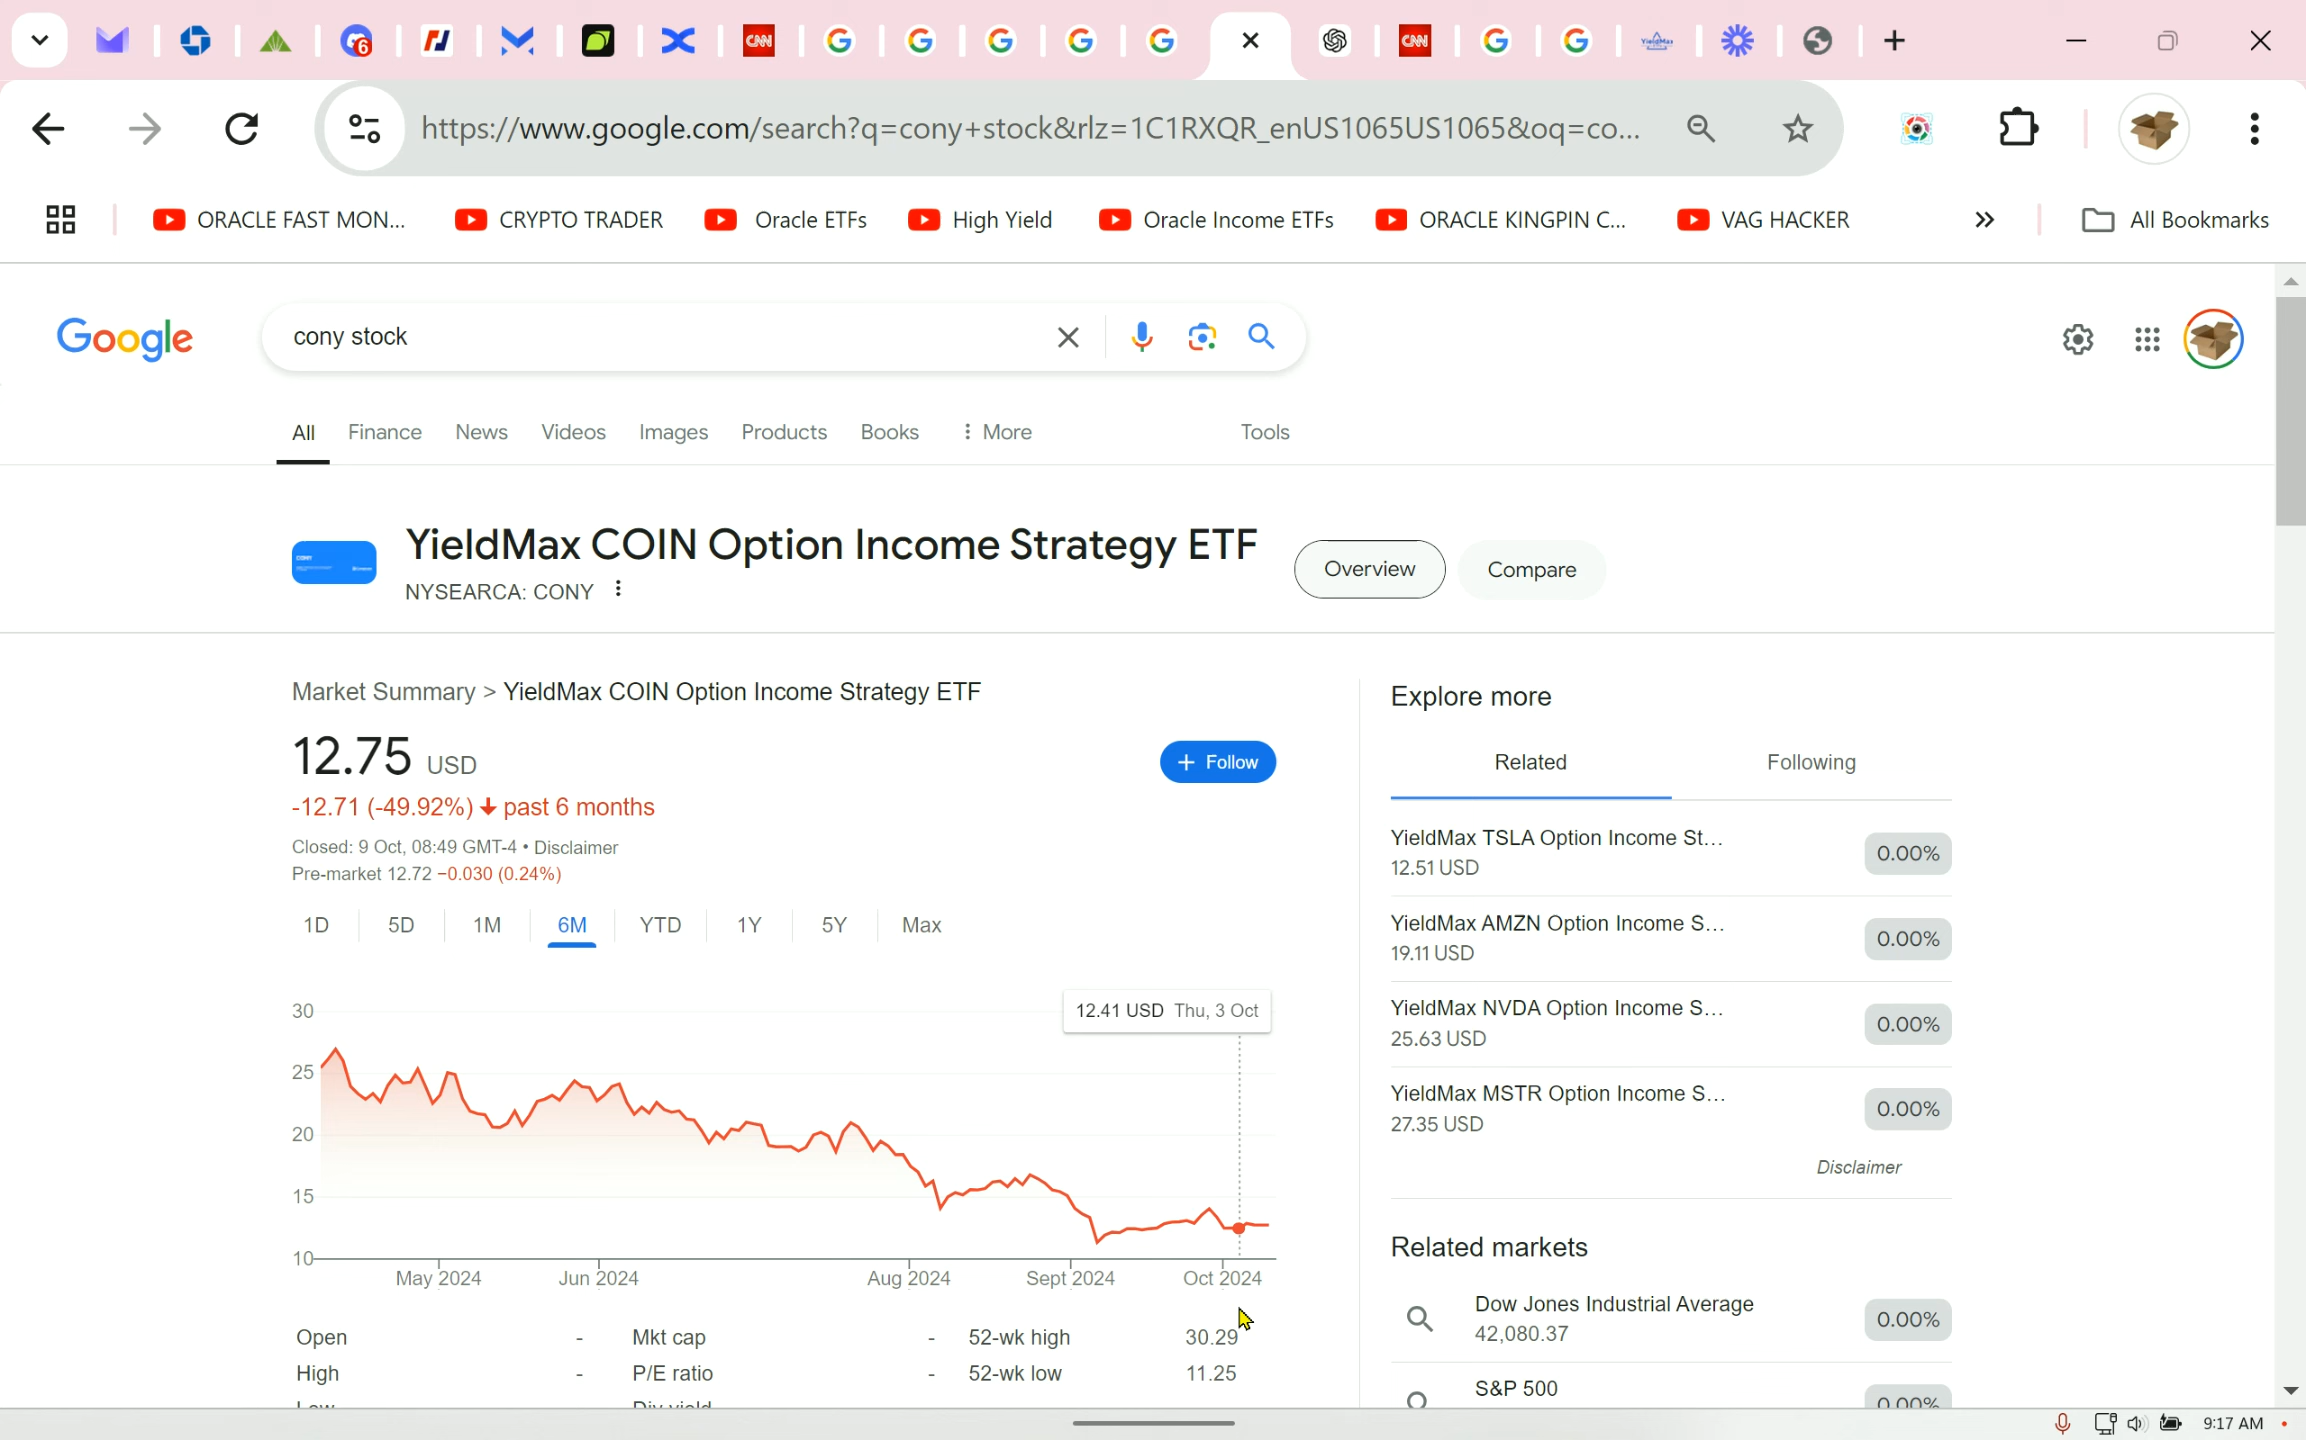 6
CNN
CNN
YieldMax
https://www.google.com/search?q=cony+stock&rlz=1C1RXQR_enUS1065US1065&oq=co...
ORACLE FAST MON...
CRYPTO TRADER
Oracle ETFs
High Yield
Oracle Income ETFs
ORACLE KINGPIN C...
VAG HACKER
»
All Bookmarks
Google
cony stock
All Finance News Videos Images Products Books More Tools
YieldMax COIN Option Income Strategy ETF
NYSEARCA: CONY
Overview
Compare
Market Summary > YieldMax COIN Option Income Strategy ETF
12.75 USD
+ Follow
-12.71 (-49.92%) past 6 months
Closed: 9 Oct, 08:49 GMT-4 • Disclaimer
Pre-market 12.72 −0.030 (0.24%)
1D 5D 1M 6M YTD 1Y 5Y Max
12.41 USD Thu, 3 Oct
30
25
20
15
10
May 2024 Jun 2024 Aug 2024 Sept 2024 Oct 2024
Open - Mkt cap - 52-wk high 30.29
High - P/E ratio - 52-wk low 11.25
Explore more
Related Following
YieldMax TSLA Option Income St...
12.51 USD
0.00%
YieldMax AMZN Option Income S...
19.11 USD
0.00%
YieldMax NVDA Option Income S...
25.63 USD
0.00%
YieldMax MSTR Option Income S...
27.35 USD
0.00%
Disclaimer
Related markets
Dow Jones Industrial Average
42,080.37
0.00%
S&P 500
0.00%
9:17 AM